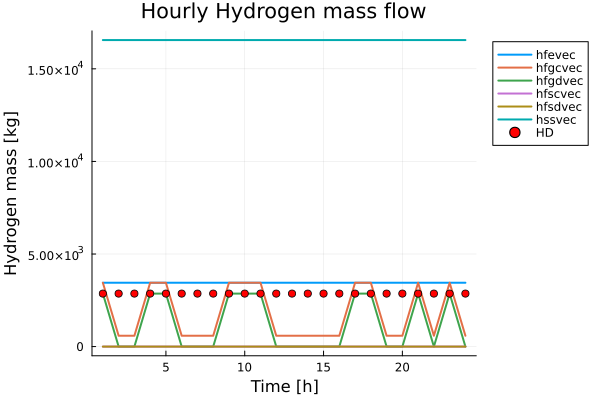 Hourly Hydrogen mass flow
Hydrogen mass [kg]
1.50×10⁴
1.00×10⁴
5.00×10³
0
5
10
15
20
Time [h]
hfevec
hfgcvec
hfgdvec
hfscvec
hfsdvec
hssvec
HD